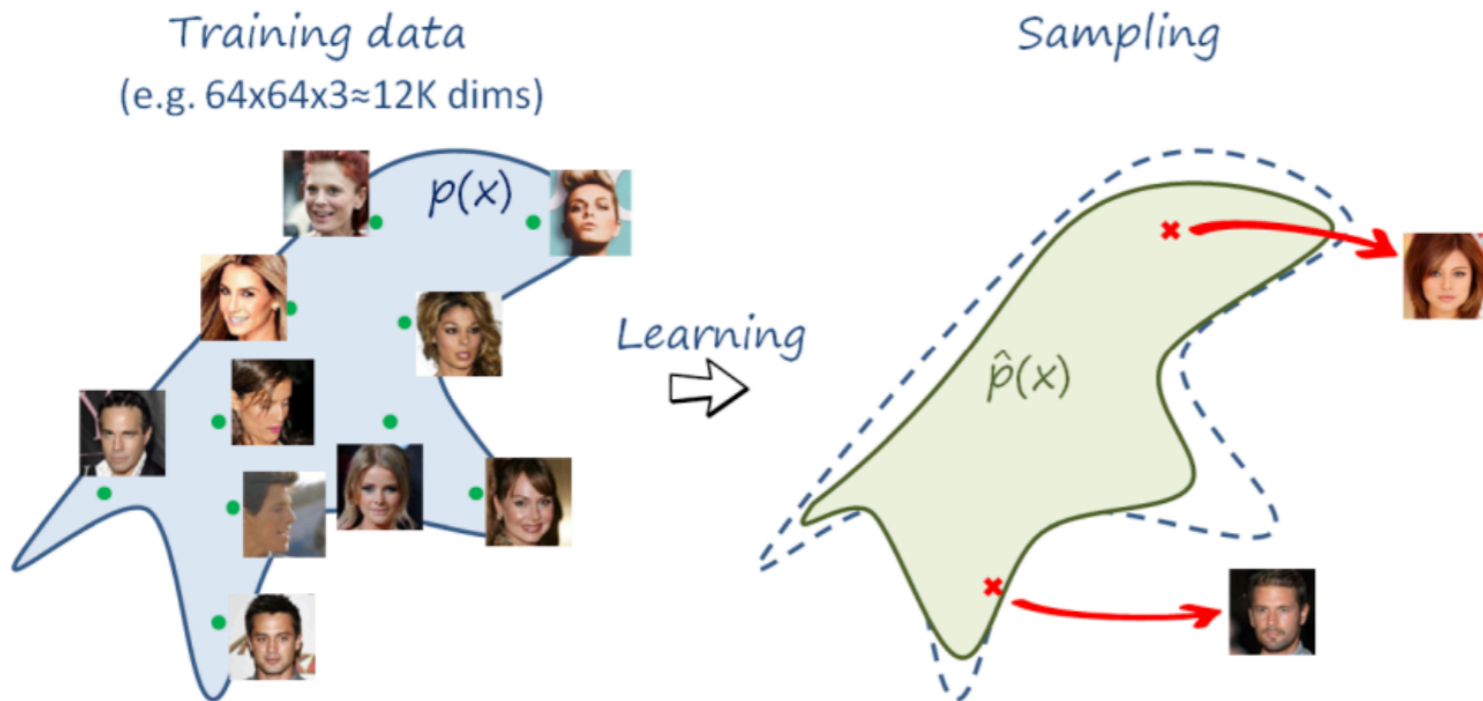 Training data
(e.g. 64x64x3≈12K dims)
p(x)
Learning
Sampling
p̂(x)